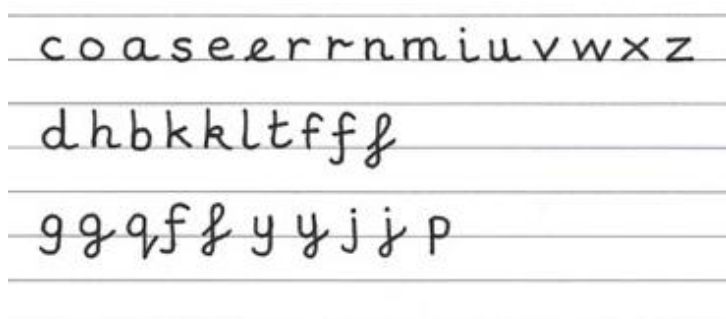 c o a s e e r r n m i u v w x z
d h b k k l t f f f
g g q f f y y j j p